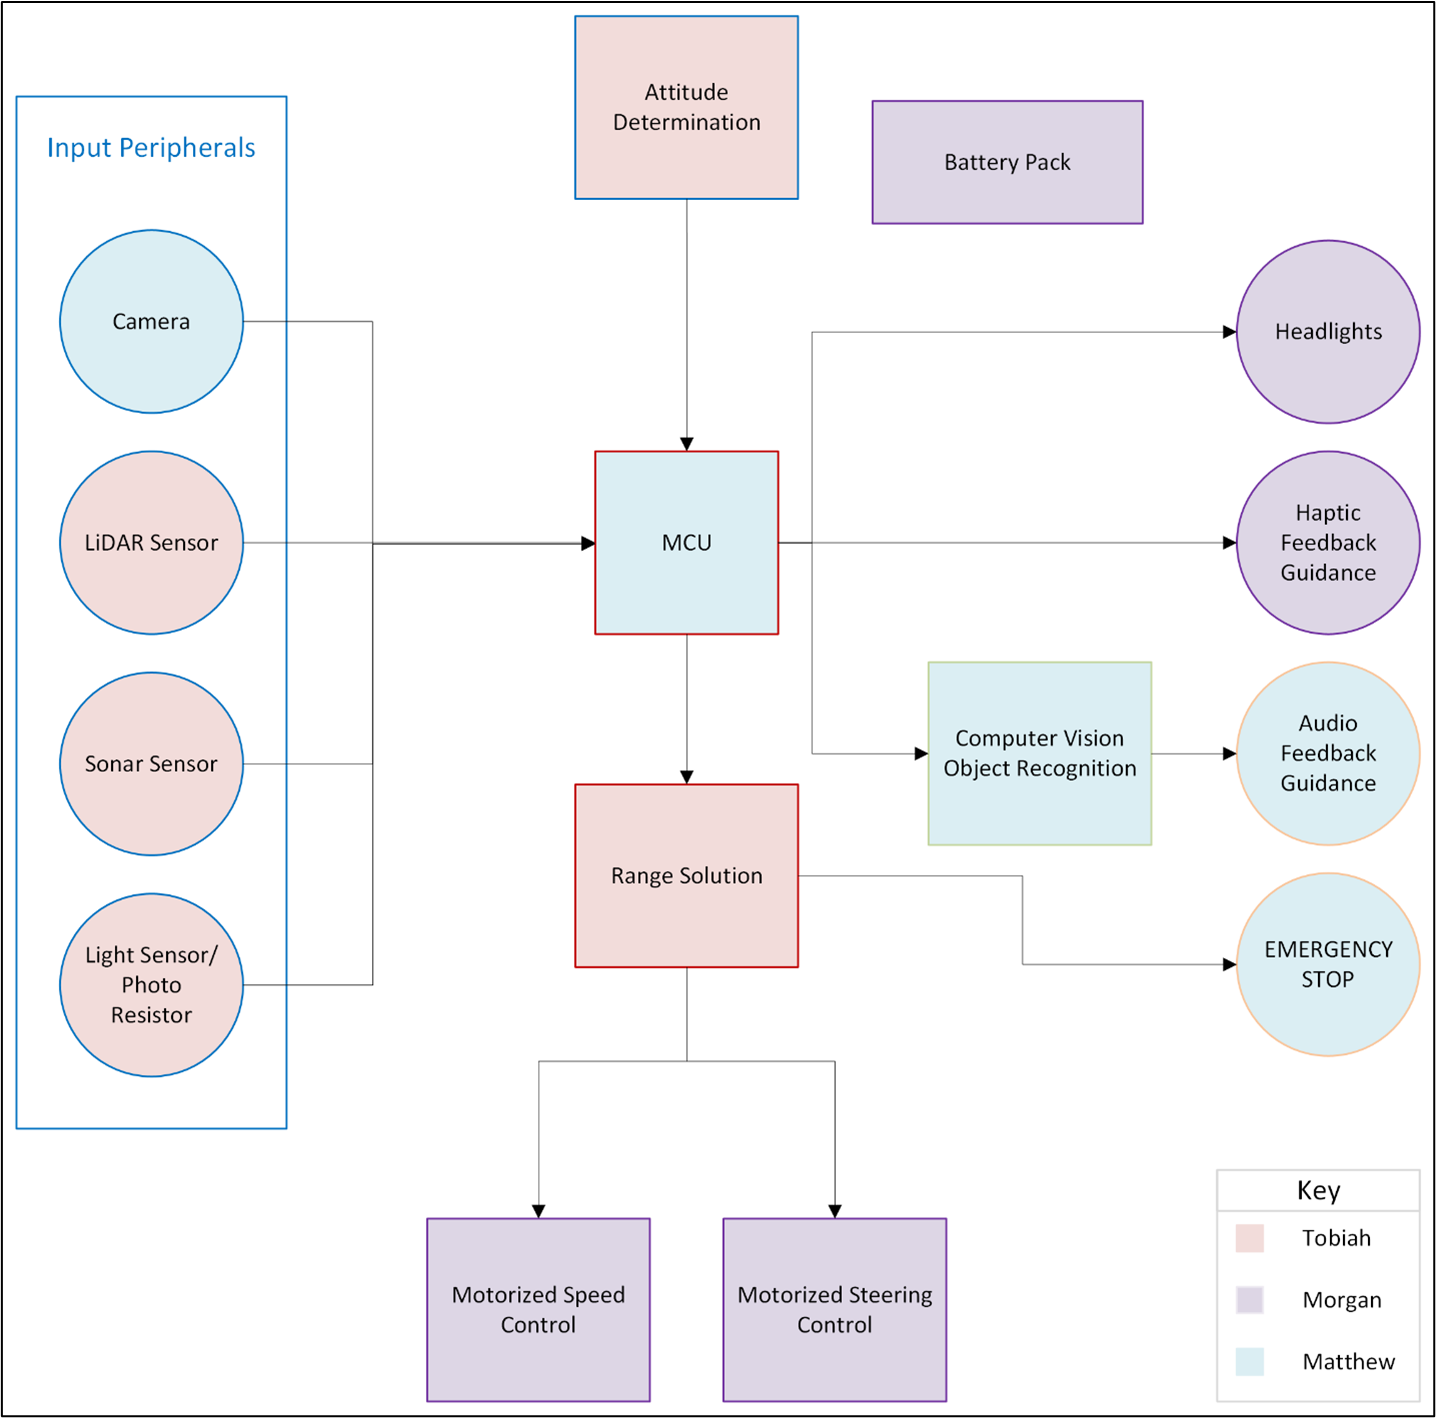 Attitude
Determination
Battery Pack
Input Peripherals
Camera
LiDAR Sensor
Sonar Sensor
Light Sensor/
Photo
Resistor
MCU
Range Solution
Motorized Speed
Control
Motorized Steering
Control
Computer Vision
Object Recognition
Headlights
Haptic
Feedback
Guidance
Audio
Feedback
Guidance
EMERGENCY
STOP
Key
Tobiah
Morgan
Matthew